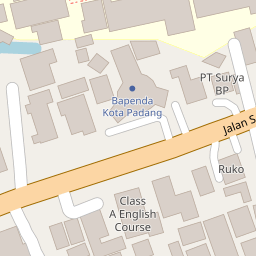 PT Surya
BP
Bapenda
Kota Padang
Jalan S
Ruko
Class
A English
Course